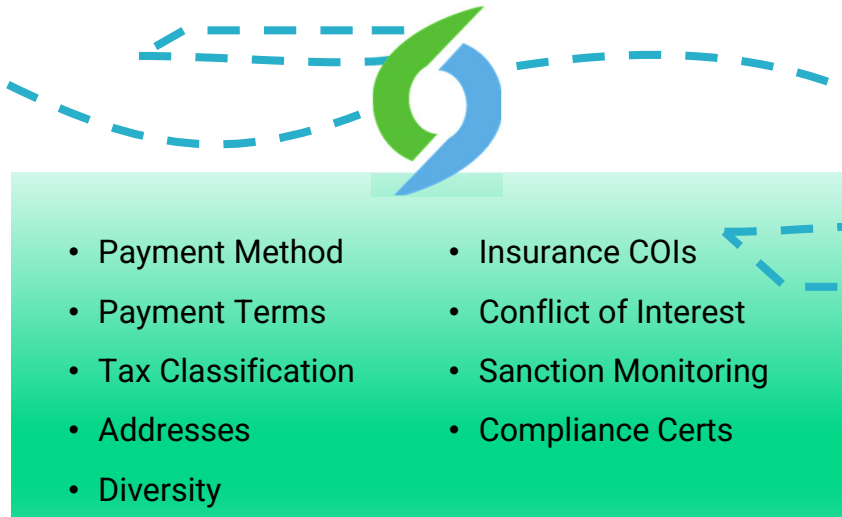 • Payment Method
• Payment Terms
• Tax Classification
• Addresses
• Diversity
• Insurance COIs
• Conflict of Interest
• Sanction Monitoring
• Compliance Certs